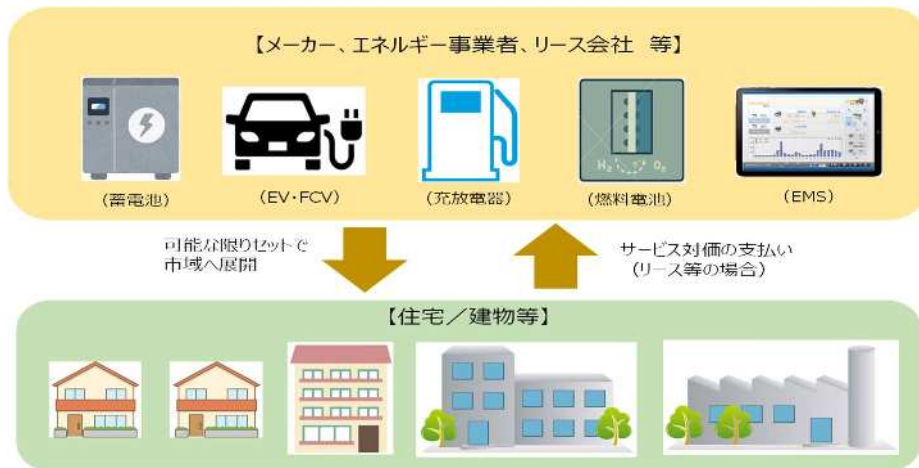 【メーカー、エネルギー事業者、リース会社 等】
(蓄電池)
(EV・FCV)
(充放電器)
(燃料電池)
(EMS)
H₂
O₂
可能な限りセットで
市域へ展開
サービス対価の支払い
(リース等の場合)
【住宅/建物等】